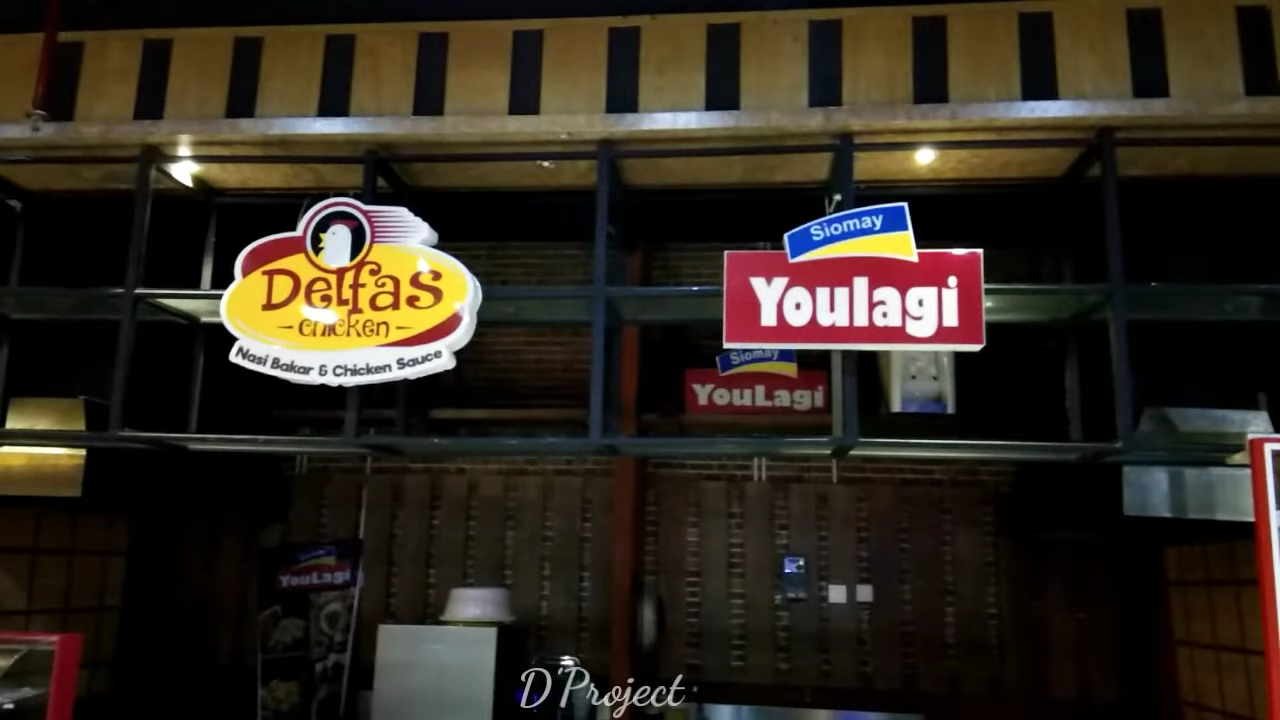 Delfas
chicken
Nasi Bakar & Chicken Sauce
Siomay
Youlagi
Siomay
YouLagi
YouLagi
D'Project